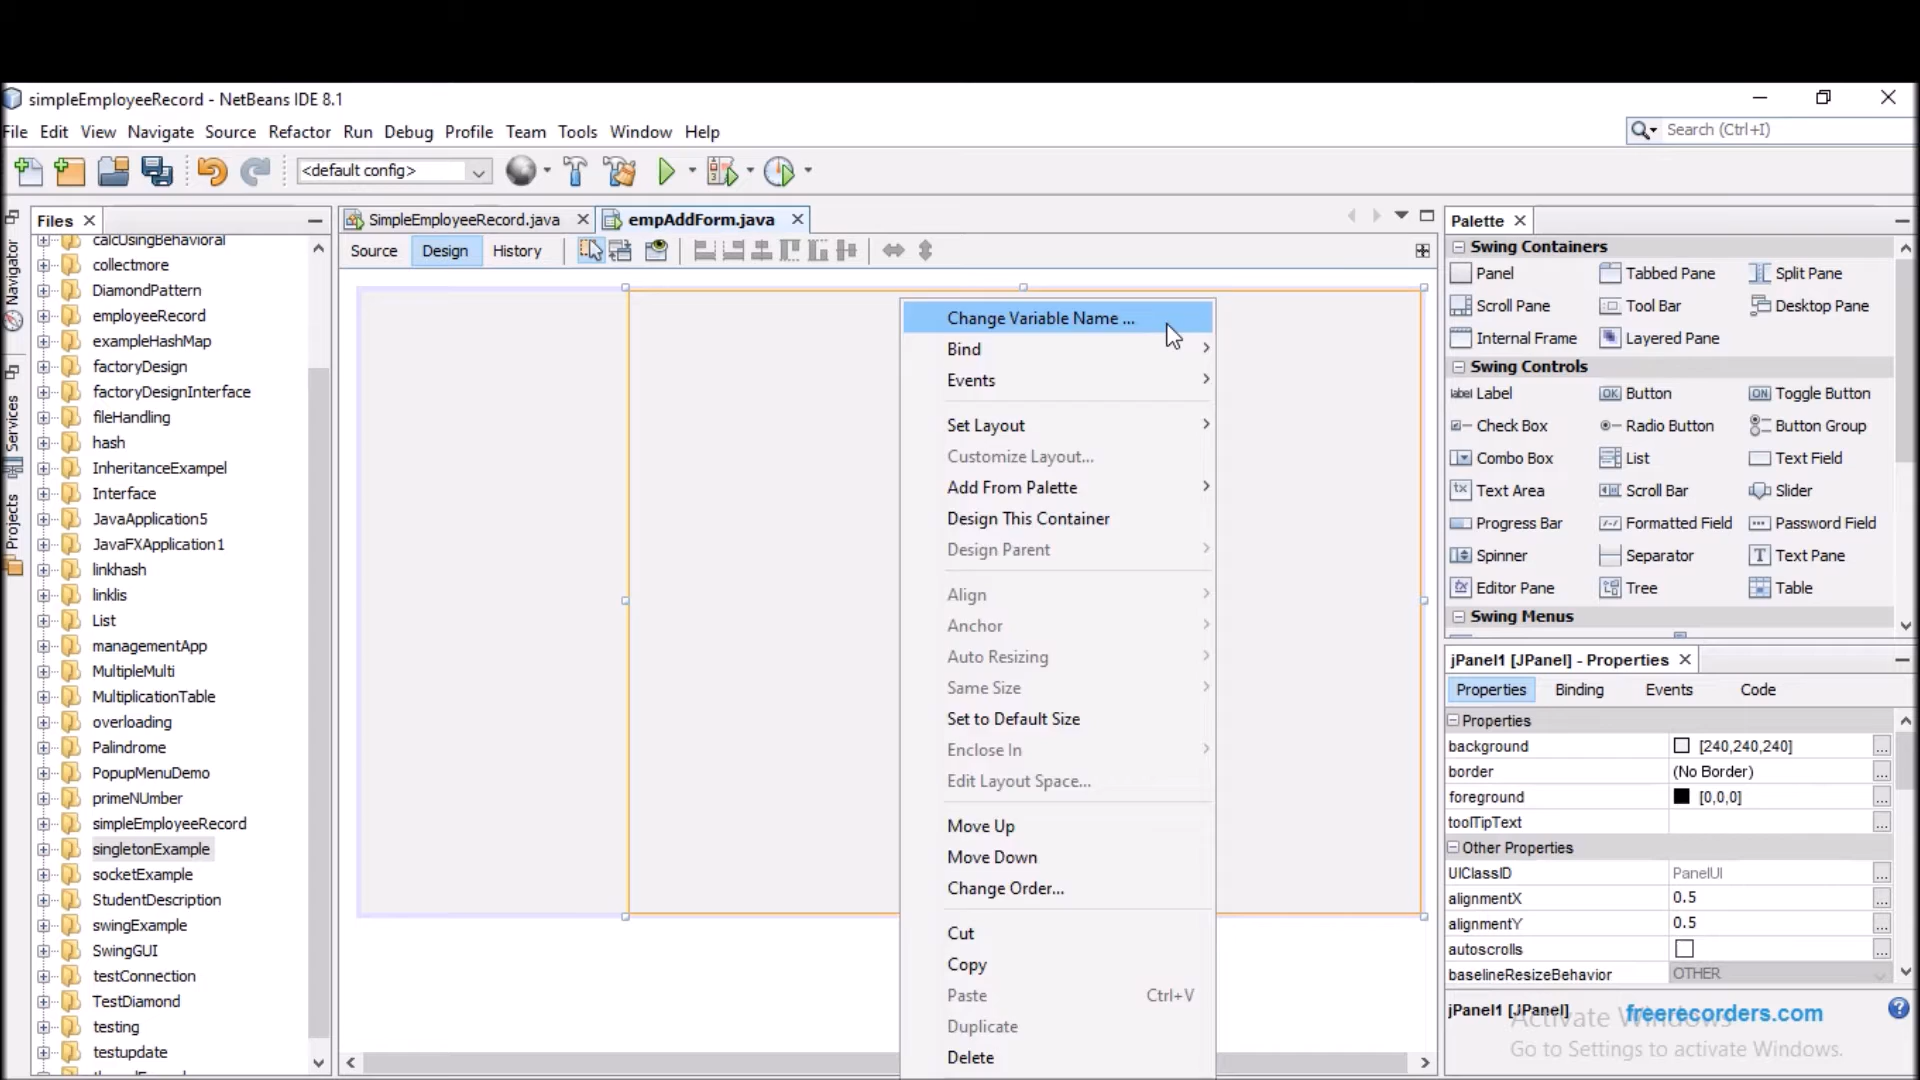 simpleEmployeeRecord - NetBeans IDE 8.1
File Edit View Navigate Source Refactor Run Debug Profile Team Tools Window Help
Search (Ctrl+I)
<default config>
Files
SimpleEmployeeRecord.java
empAddForm.java
Palette
Source Design History
Navigator
Services
Projects
calcUsingBehavioral
collectmore
DiamondPattern
employeeRecord
exampleHashMap
factoryDesign
factoryDesignInterface
fileHandling
hash
InheritanceExampel
Interface
JavaApplication5
JavaFXApplication1
linkhash
linklis
List
managementApp
MultipleMulti
MultiplicationTable
overloading
Palindrome
PopupMenuDemo
primeNUmber
simpleEmployeeRecord
singletonExample
socketExample
StudentDescription
swingExample
SwingGUI
testConnection
TestDiamond
testing
testupdate
Change Variable Name ...
Bind
Events
Set Layout
Customize Layout...
Add From Palette
Design This Container
Design Parent
Align
Anchor
Auto Resizing
Same Size
Set to Default Size
Enclose In
Edit Layout Space...
Move Up
Move Down
Change Order...
Cut
Copy
Paste Ctrl+V
Duplicate
Delete
Swing Containers
Panel Tabbed Pane Split Pane
Scroll Pane Tool Bar Desktop Pane
Internal Frame Layered Pane
Swing Controls
label Label OK Button ON Toggle Button
Check Box Radio Button Button Group
Combo Box List Text Field
Text Area Scroll Bar Slider
Progress Bar Formatted Field Password Field
Spinner Separator Text Pane
Editor Pane Tree Table
Swing Menus
jPanel1 [JPanel] - Properties
Properties Binding Events Code
Properties
background [240,240,240] ...
border (No Border) ...
foreground [0,0,0] ...
toolTipText ...
Other Properties
UIClassID PanelUI ...
alignmentX 0.5 ...
alignmentY 0.5 ...
autoscrolls ...
baselineResizeBehavior OTHER
jPanel1 [JPanel]
freerecorders.com
Activate Windows
Go to Settings to activate Windows.